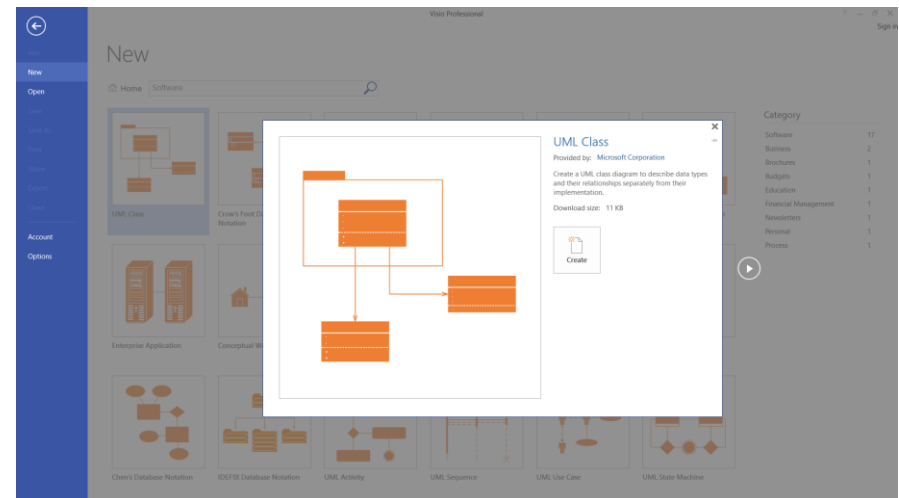 Visio Professional
? – X
Sign in
New
New
Open
Account
Options
Home Software
UML Class
Crow's Foot Da
Notation
Enterprise Application
Conceptual W
Chen's Database Notation
IDEF1X Database Notation
UML Activity
UML Sequence
UML Use Case
UML State Machine
UML Class
Provided by: Microsoft Corporation
Create a UML class diagram to describe data types
and their relationships separately from their
implementation.
Download size: 11 KB
Create
Category
Software 17
Business 2
Brochures 1
Budgets 1
Education 1
Financial Management 1
Newsletters 1
Personal 1
Process 1